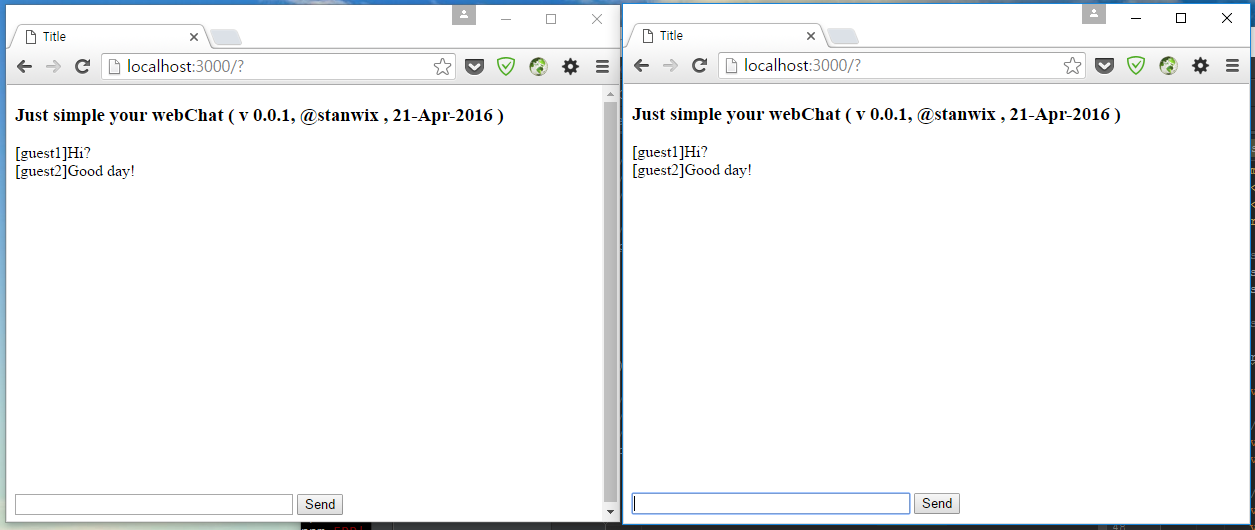 Title
localhost:3000/?
Just simple your webChat ( v 0.0.1, @stanwix , 21-Apr-2016 )
[guest1]Hi?
[guest2]Good day!
Send
Title
localhost:3000/?
Just simple your webChat ( v 0.0.1, @stanwix , 21-Apr-2016 )
[guest1]Hi?
[guest2]Good day!
Send